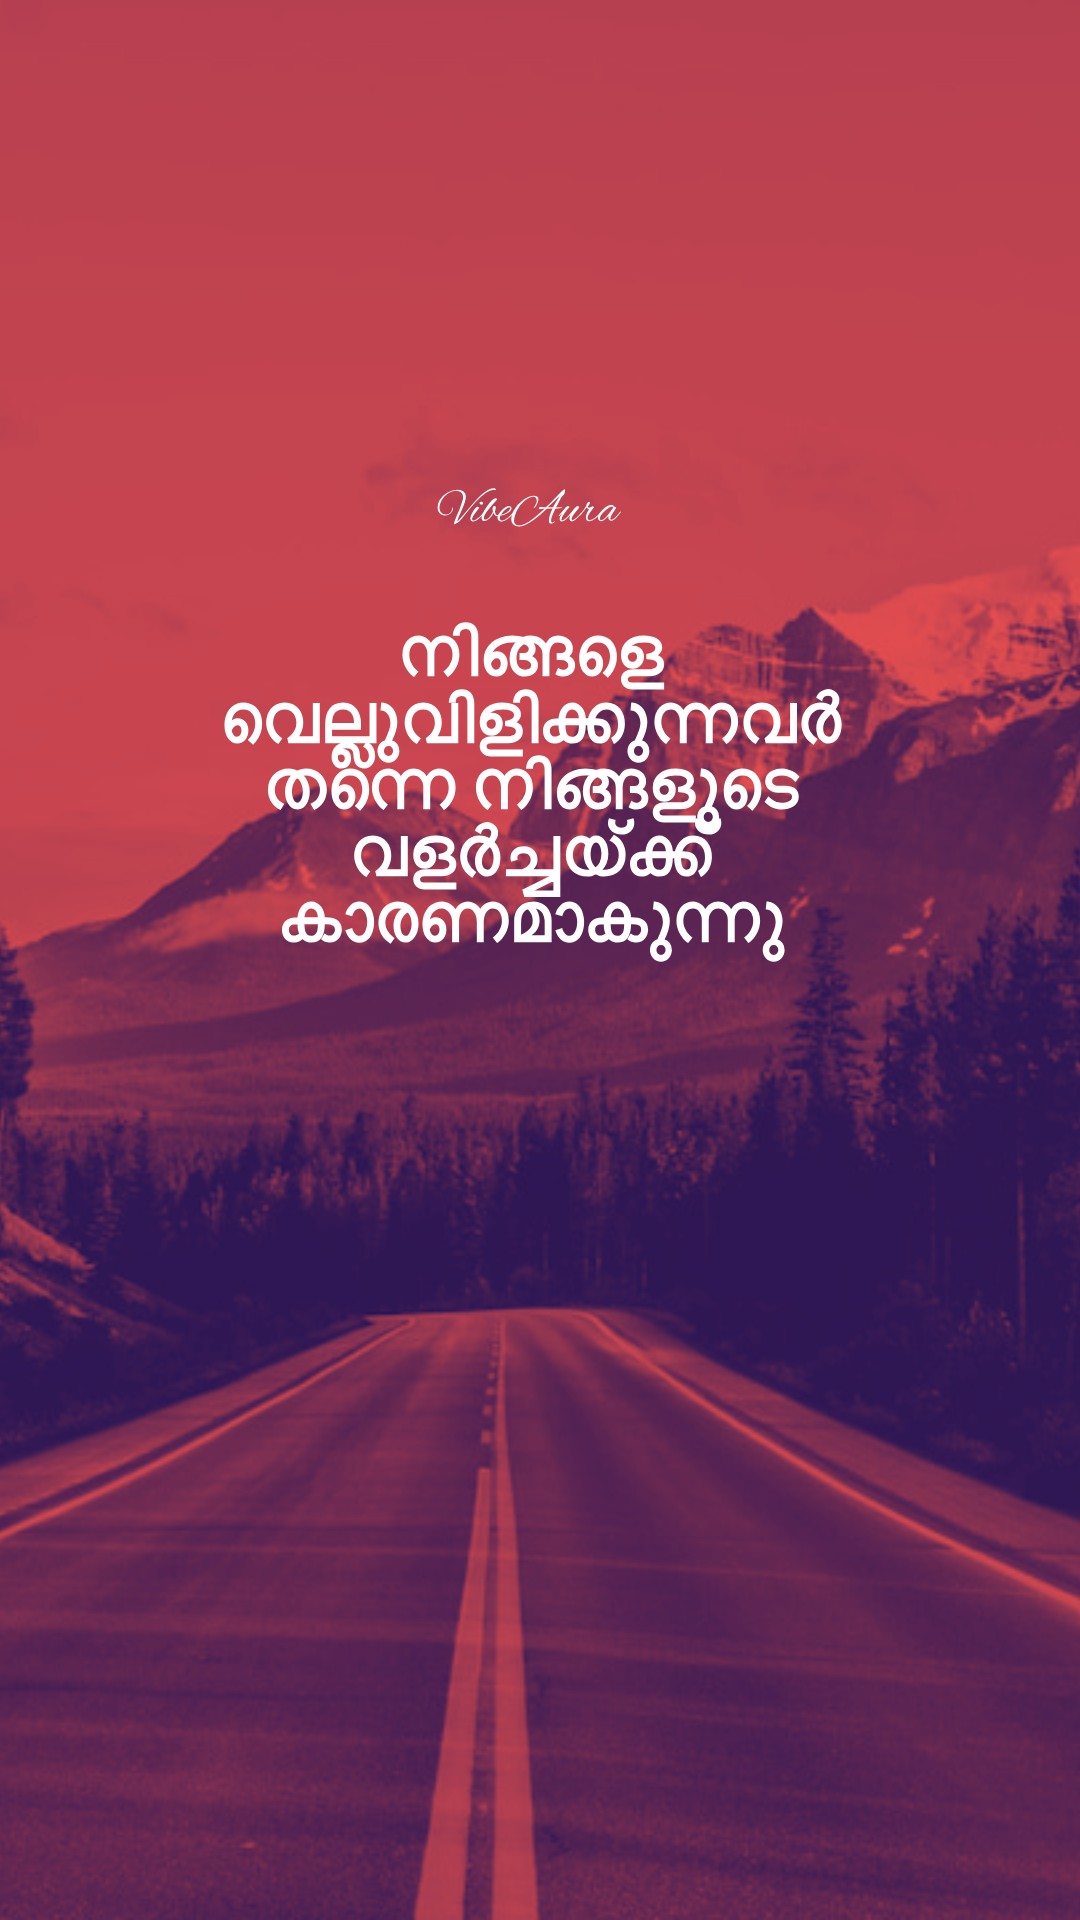 VibeAura
നിങ്ങളെ
വെല്ലുവിളിക്കുന്നവർ
തന്നെ നിങ്ങളുടെ
വളർച്ചയ്ക്ക്
കാരണമാകുന്നു